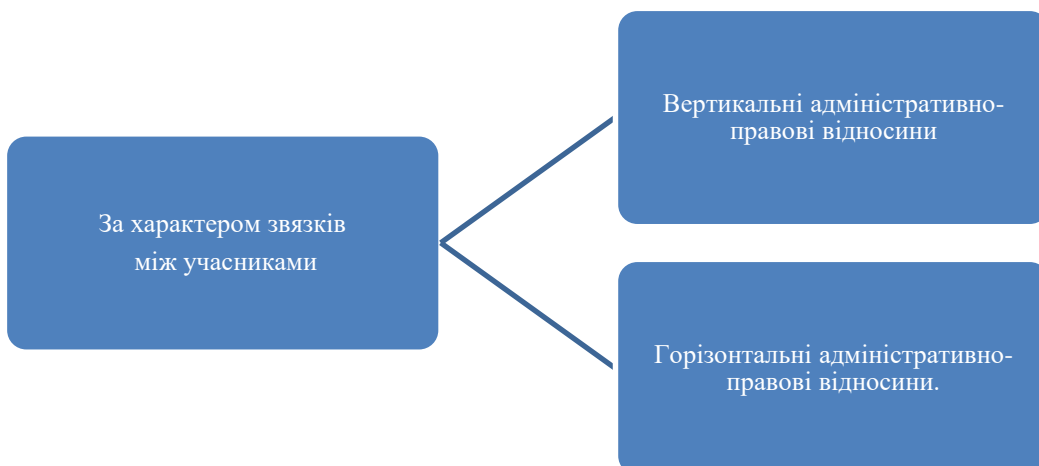 За характером звязків
між учасниками
Вертикальні адміністративно-
правові відносини
Горізонтальні адміністративно-
правові відносини.